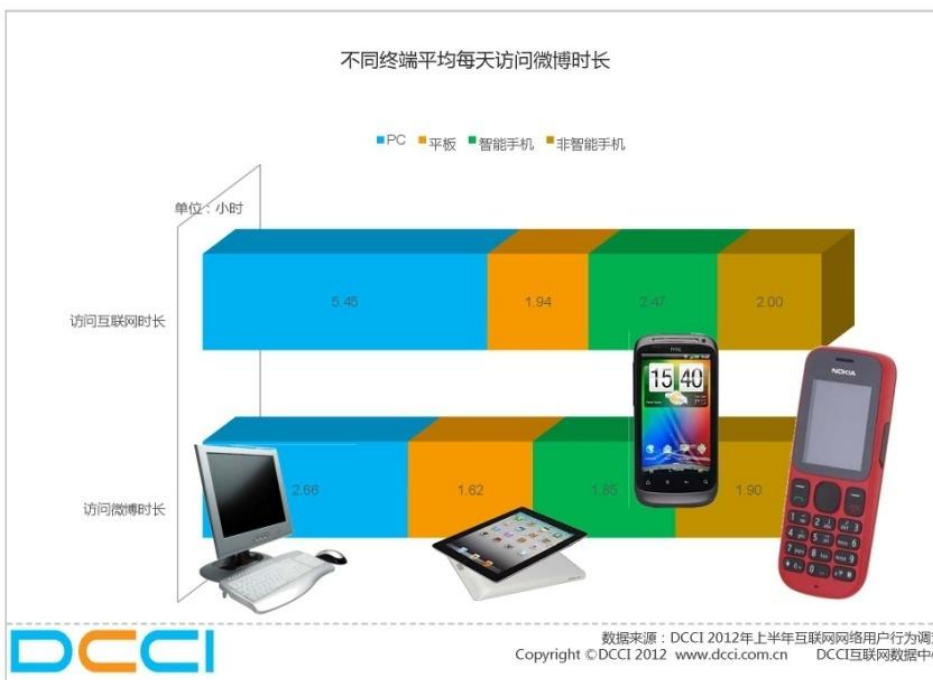 不同终端平均每天访问微博时长
PC 平板 智能手机 非智能手机
单位：小时
访问互联网时长
5.45 1.94 2.47 2.00
访问微博时长
2.66 1.62 1.85 1.90
hTC
15 40
NOKIA
DCCI
数据来源：DCCI 2012年上半年互联网网络用户行为调
Copyright ©DCCI 2012 www.dcci.com.cn DCCI互联网数据中